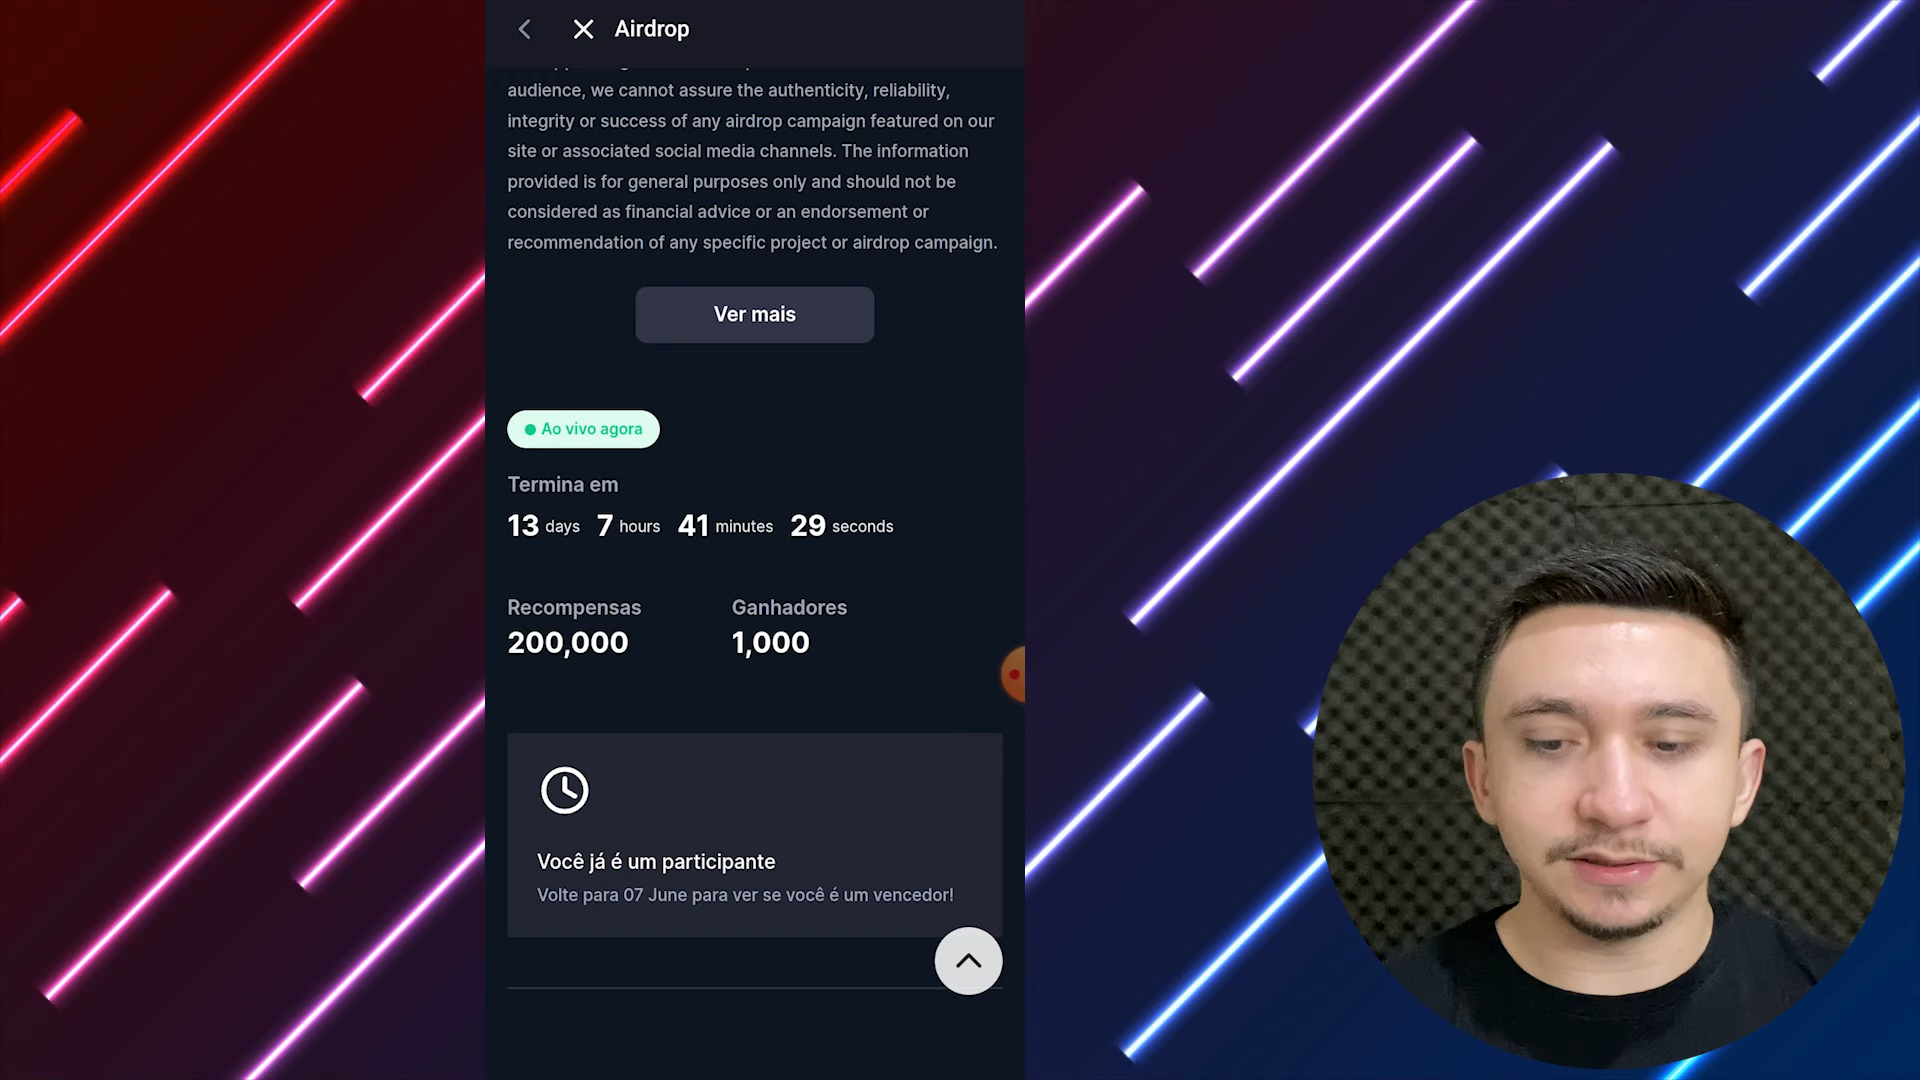 Airdrop
audience, we cannot assure the authenticity, reliability,
integrity or success of any airdrop campaign featured on our
site or associated social media channels. The information
provided is for general purposes only and should not be
considered as financial advice or an endorsement or
recommendation of any specific project or airdrop campaign.
Ver mais
Ao vivo agora
Termina em
13 days 7 hours 41 minutes 29 seconds
Recompensas Ganhadores
200,000 1,000
Você já é um participante
Volte para 07 June para ver se você é um vencedor!